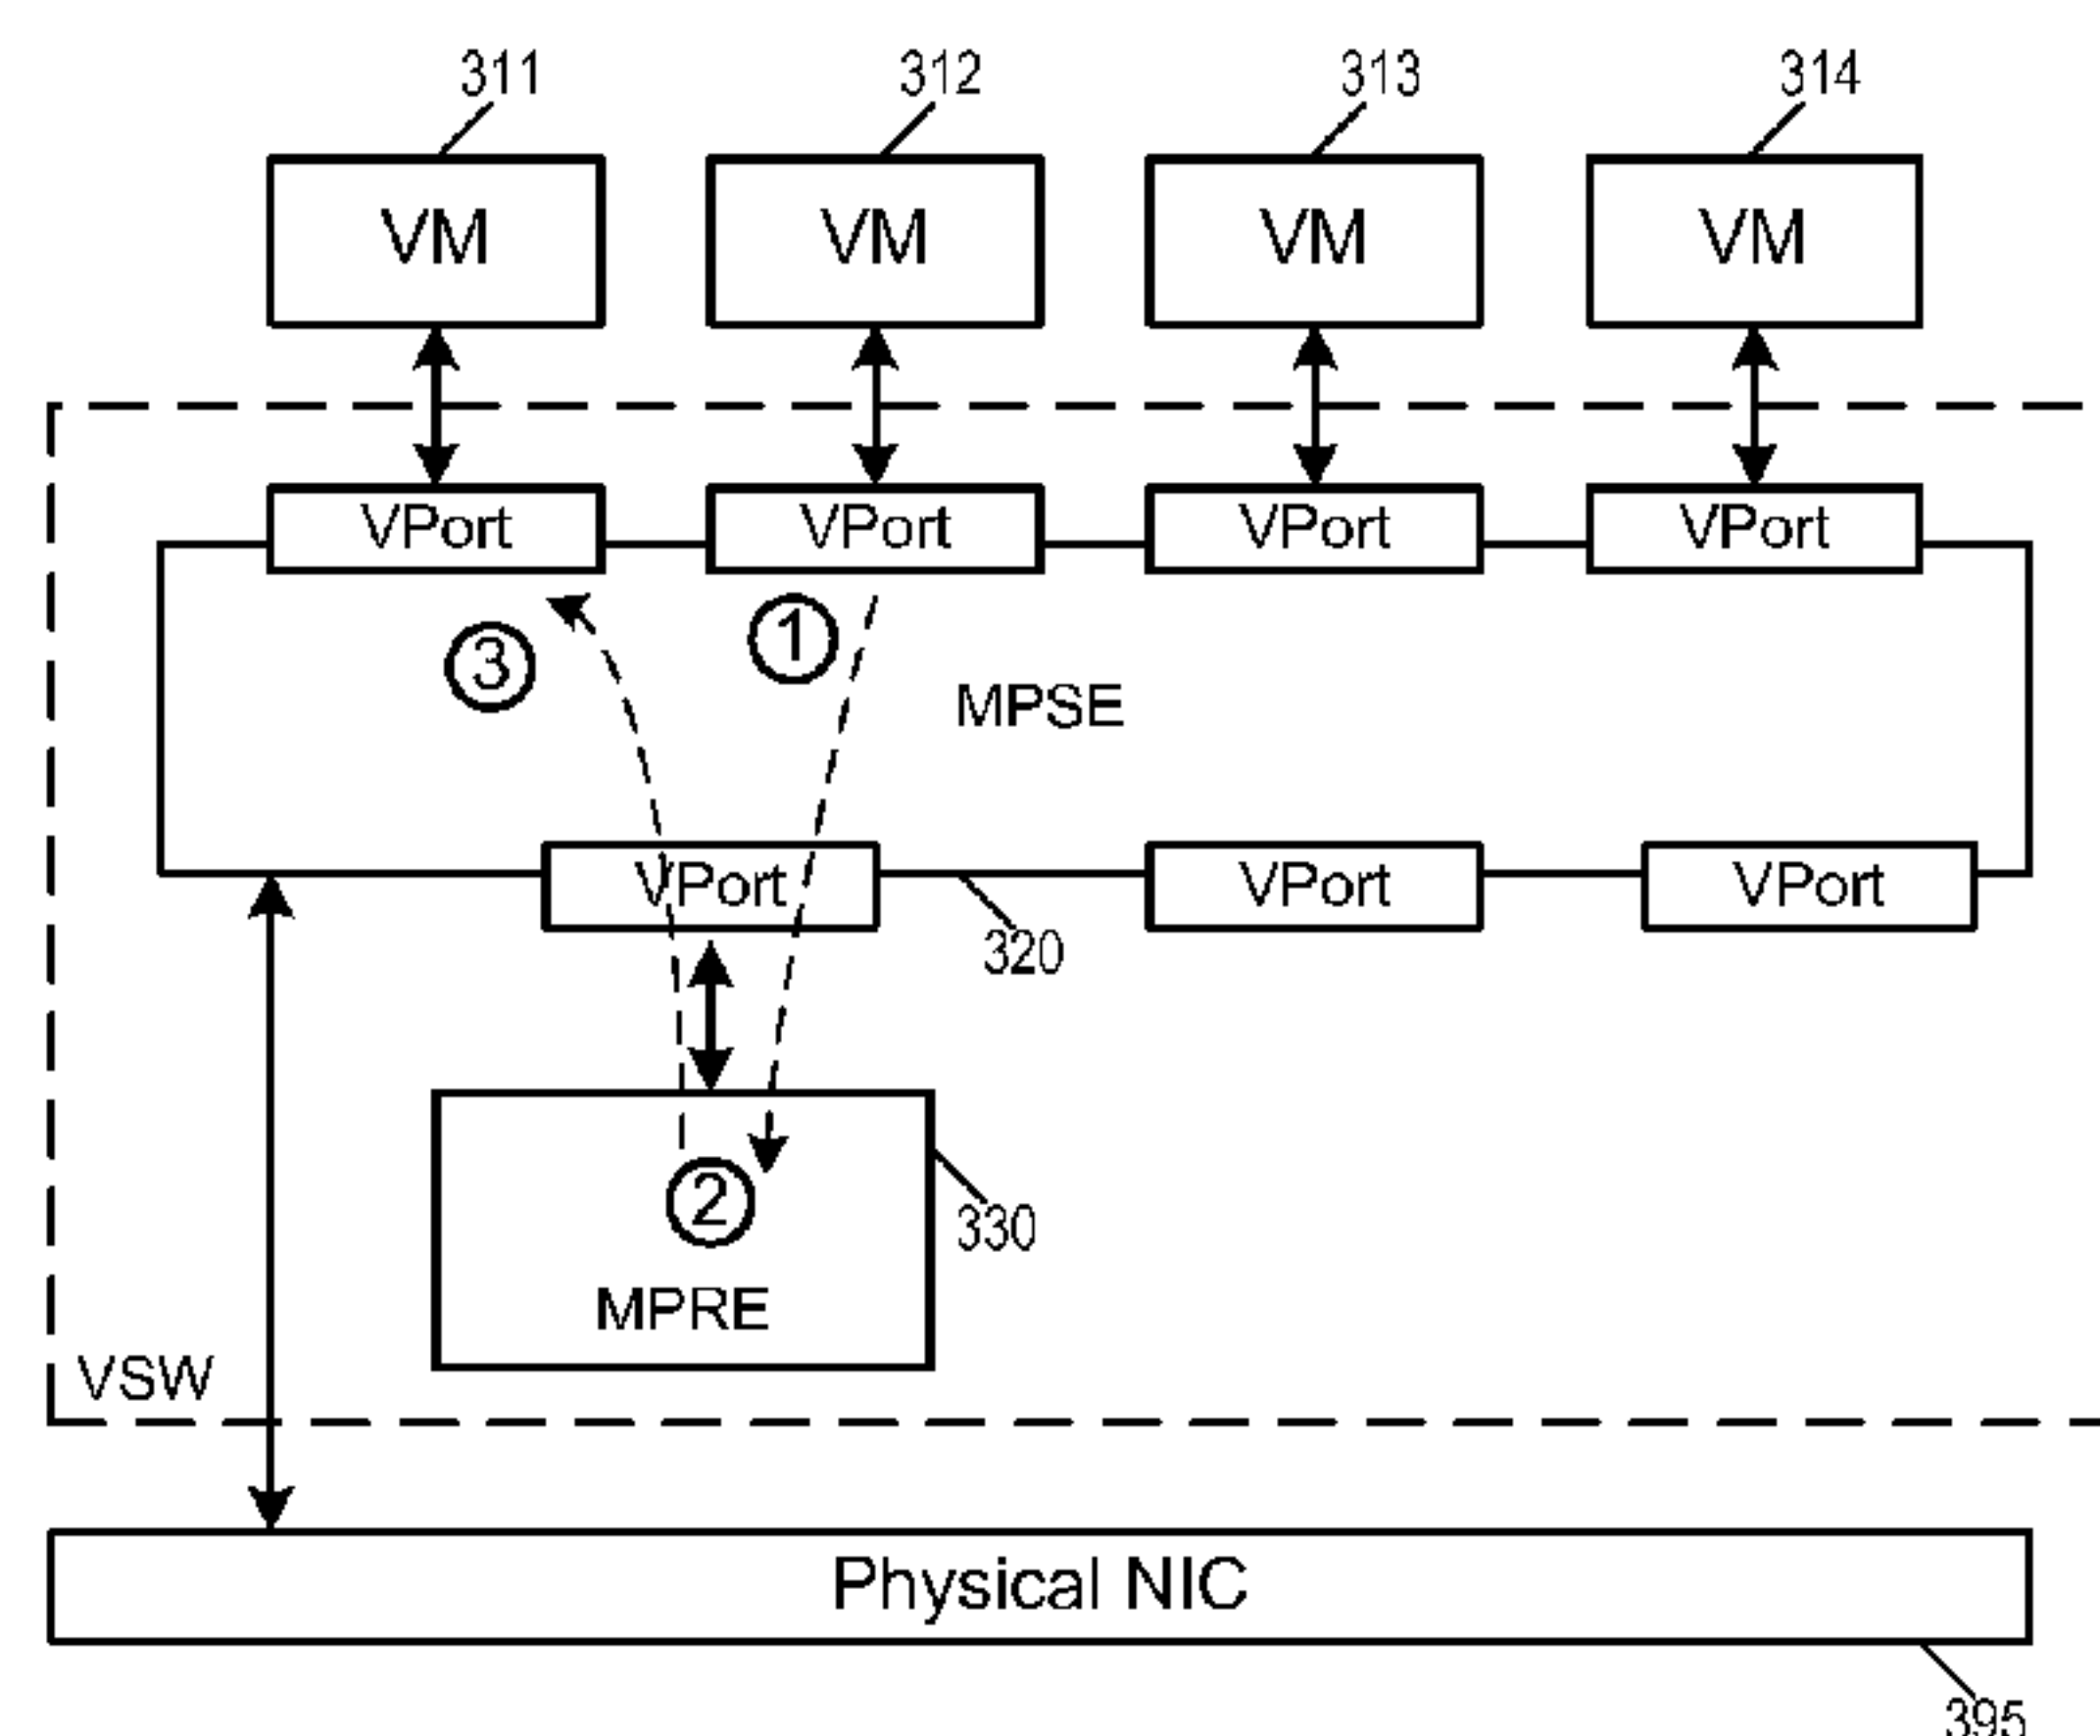 311 312 313 314
VM VM VM VM
VPort VPort VPort VPort
1
3
MPSE
VPort VPort VPort
320
2
330
MPRE
VSW
Physical NIC
395